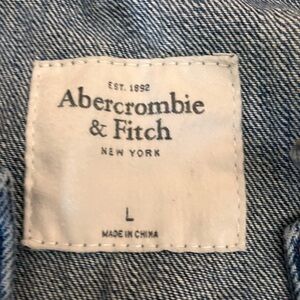 EST. 1892
Abercrombie
& Fitch
NEW YORK
L
MADE IN CHINA